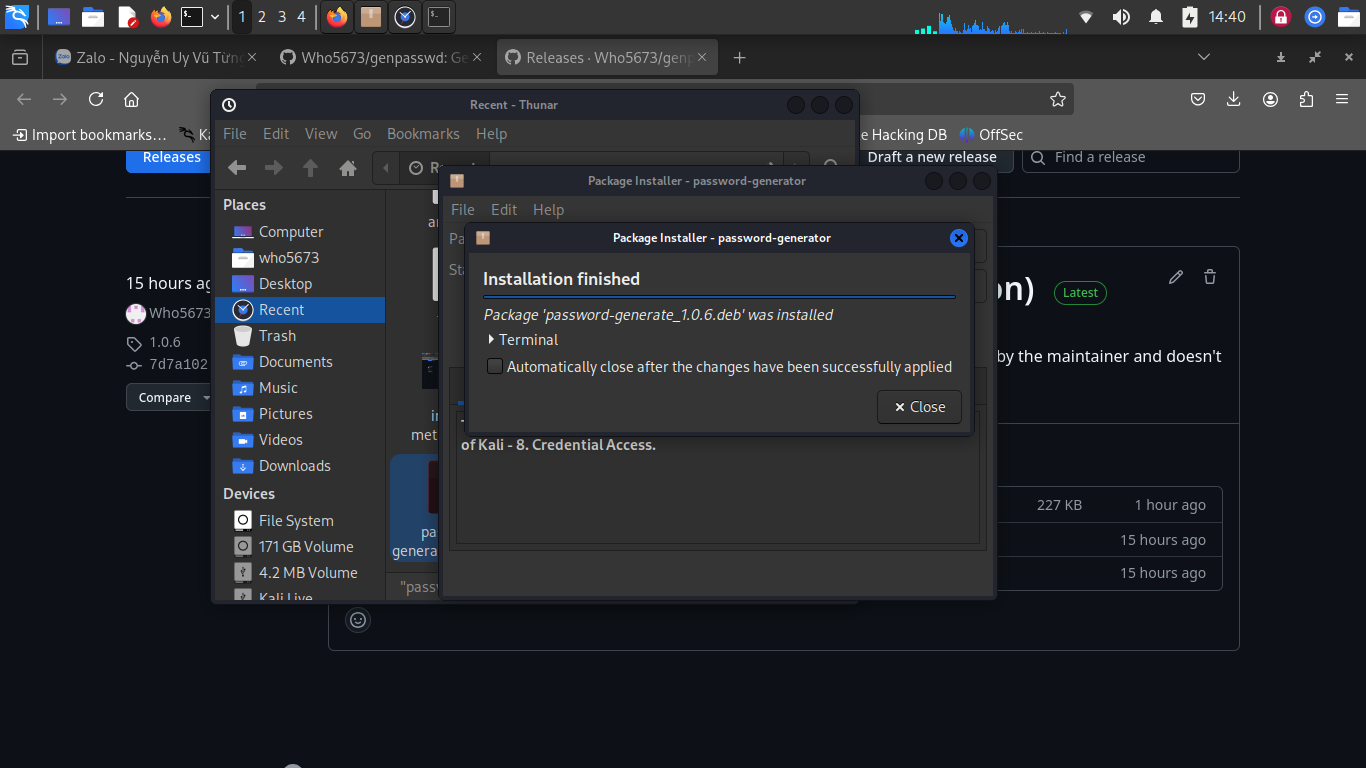 1 2 3 4
14:40
Zalo - Nguyễn Uy Vũ Từng
Who5673/genpasswd: Ge
Releases · Who5673/genp
Import bookmarks…
Ka
e Hacking DB
OffSec
Recent - Thunar
File Edit View Go Bookmarks Help
Places
Computer
who5673
Desktop
Recent
Trash
Documents
Music
Pictures
Videos
Downloads
Devices
File System
171 GB Volume
4.2 MB Volume
Kali Live
met
pa
genera
"passw
Package Installer - password-generator
File Edit Help
Pa
Sta
Package Installer - password-generator
Installation finished
Package 'password-generate_1.0.6.deb' was installed
Terminal
Automatically close after the changes have been successfully applied
Close
of Kali - 8. Credential Access.
Releases
Draft a new release
Find a release
15 hours ag
Who5673
1.0.6
7d7a102
Compare
on)
Latest
by the maintainer and doesn't
227 KB
1 hour ago
15 hours ago
15 hours ago